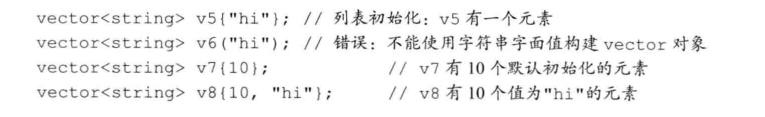 vector<string> v5{"hi"}; // 列表初始化：v5 有一个元素
vector<string> v6("hi"); // 错误：不能使用字符串字面值构建 vector 对象
vector<string> v7{10}; // v7 有 10 个默认初始化的元素
vector<string> v8{10, "hi"}; // v8 有 10 个值为"hi"的元素